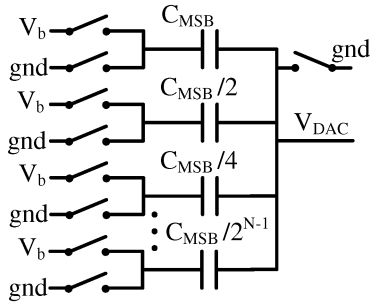 V_b C_MSB
gnd
gnd
V_b C_MSB/2
gnd V_DAC
V_b C_MSB/4
gnd
V_b C_MSB/2^{N-1}
gnd